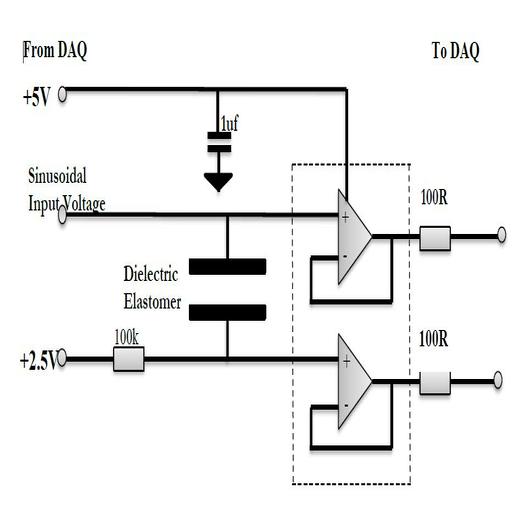 From DAQ
To DAQ
+5V
1uf
Sinusoidal
Input Voltage
100R
+
-
Dielectric
Elastomer
100k
100R
+2.5V
+
-